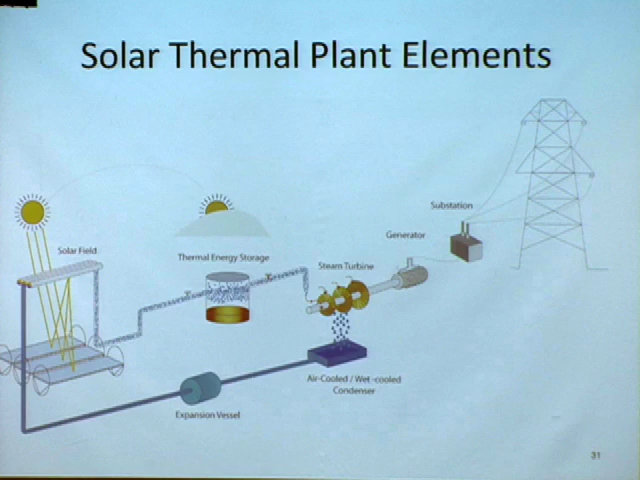 Solar Thermal Plant Elements
Substation
Generator
Solar Field
Thermal Energy Storage
Steam Turbine
Air-Cooled / Wet -cooled
Condenser
Expansion Vessel
31